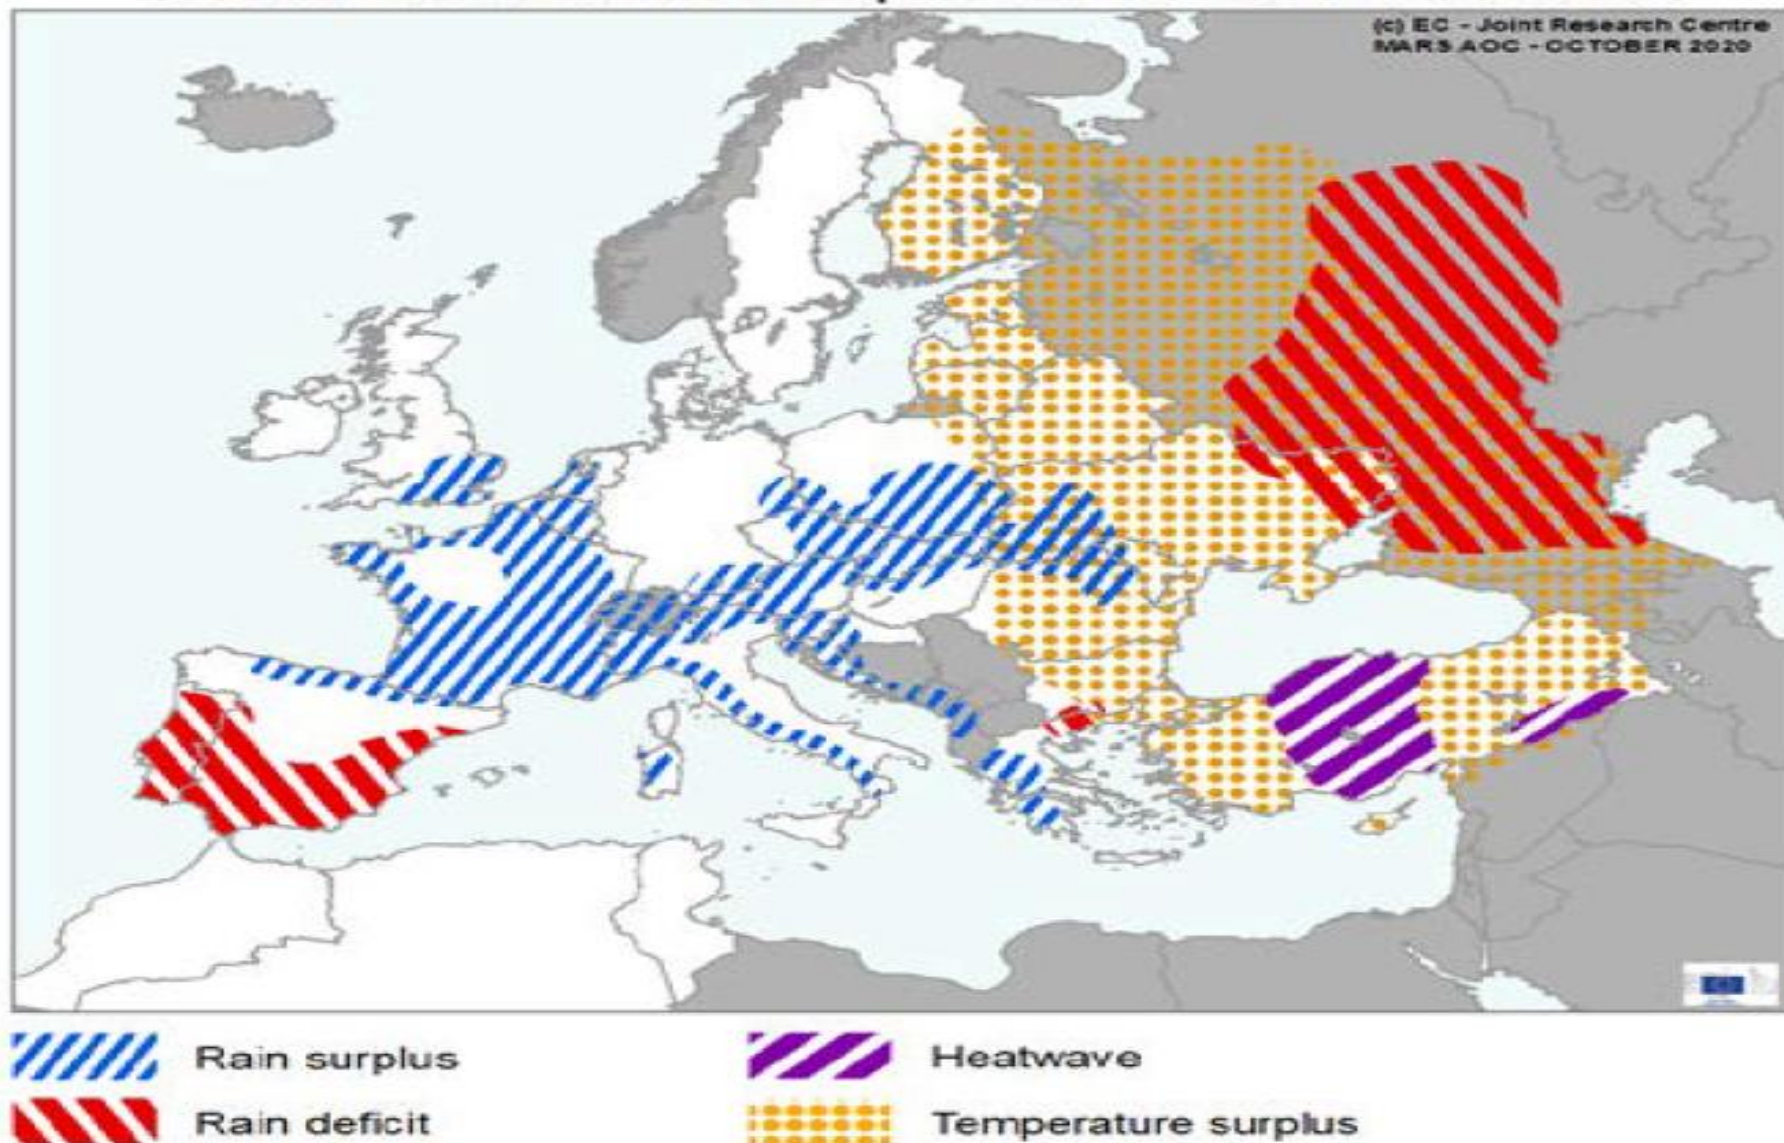 (c) EC - Joint Research Centre
MARS AOC - OCTOBER 2020
Rain surplus
Heatwave
Rain deficit
Temperature surplus